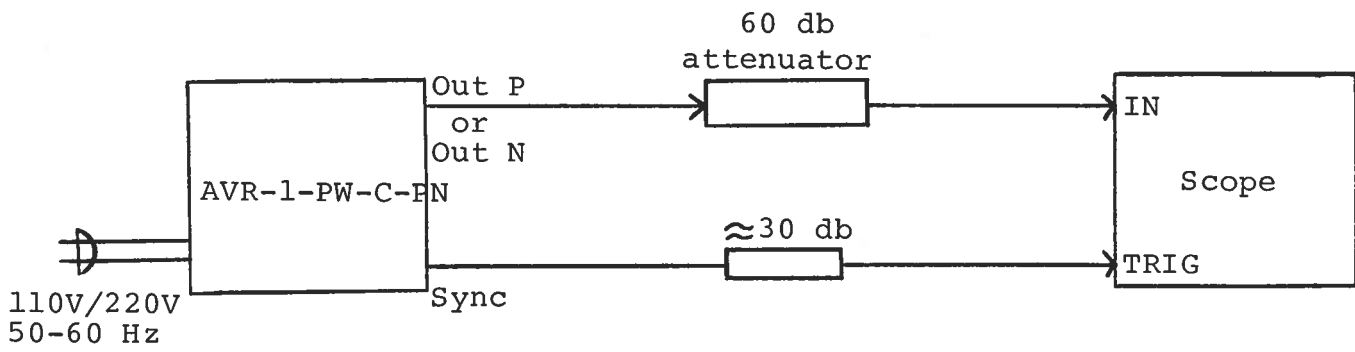 60 db
attenuator
Out P
or
Out N
IN
AVR-1-PW-C-PN
Scope
≈30 db
TRIG
Sync
110V/220V
50-60 Hz